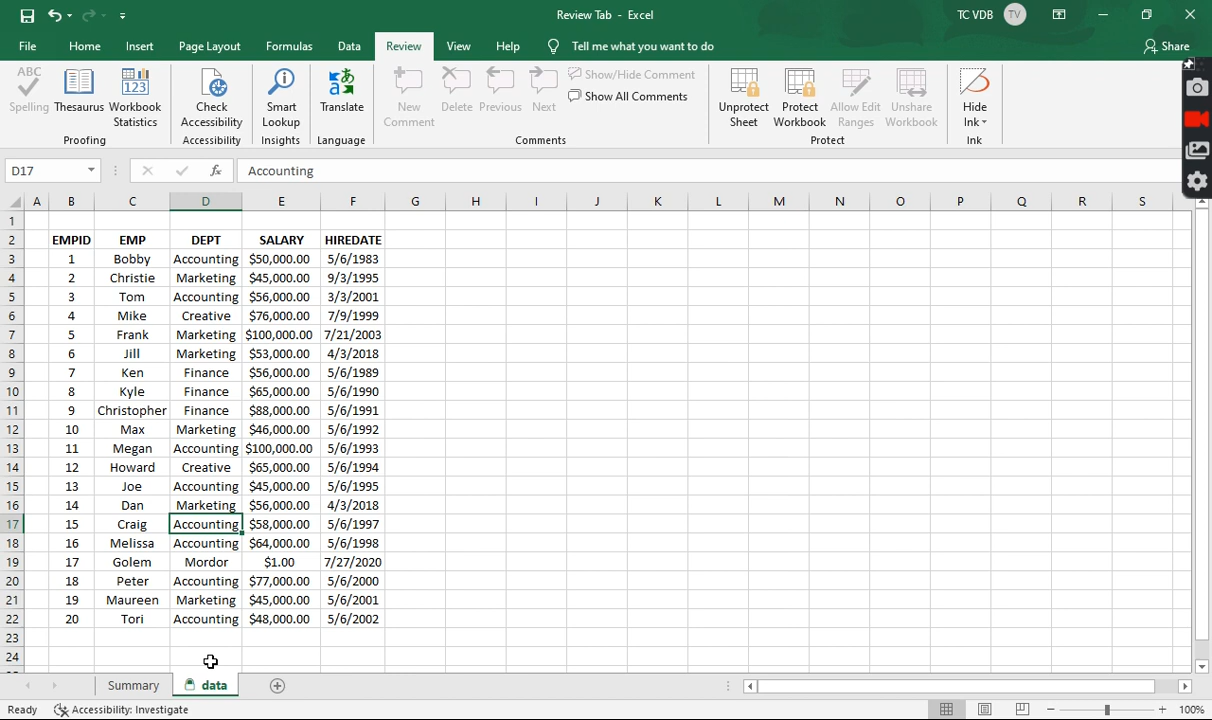 Review Tab - Excel
TC VDB
TV
File Home Insert Page Layout Formulas Data Review View Help Tell me what you want to do
Share
ABC
Spelling
Thesaurus
123
Workbook Statistics
Proofing
Check Accessibility
Accessibility
Smart Lookup
Insights
Translate
Language
New Comment
Delete
Previous
Next
Show/Hide Comment
Show All Comments
Comments
Unprotect Sheet
Protect Workbook
Allow Edit Ranges
Unshare Workbook
Protect
Hide Ink
Ink
D17 fx Accounting
A B C D E F G H I J K L M N O P Q R S
1
2 EMPID EMP DEPT SALARY HIREDATE
3 1 Bobby Accounting $50,000.00 5/6/1983
4 2 Christie Marketing $45,000.00 9/3/1995
5 3 Tom Accounting $56,000.00 3/3/2001
6 4 Mike Creative $76,000.00 7/9/1999
7 5 Frank Marketing $100,000.00 7/21/2003
8 6 Jill Marketing $53,000.00 4/3/2018
9 7 Ken Finance $56,000.00 5/6/1989
10 8 Kyle Finance $65,000.00 5/6/1990
11 9 Christopher Finance $88,000.00 5/6/1991
12 10 Max Marketing $46,000.00 5/6/1992
13 11 Megan Accounting $100,000.00 5/6/1993
14 12 Howard Creative $65,000.00 5/6/1994
15 13 Joe Accounting $45,000.00 5/6/1995
16 14 Dan Marketing $56,000.00 4/3/2018
17 15 Craig Accounting $58,000.00 5/6/1997
18 16 Melissa Accounting $64,000.00 5/6/1998
19 17 Golem Mordor $1.00 7/27/2020
20 18 Peter Accounting $77,000.00 5/6/2000
21 19 Maureen Marketing $45,000.00 5/6/2001
22 20 Tori Accounting $48,000.00 5/6/2002
23
24
Summary data
Ready Accessibility: Investigate 100%